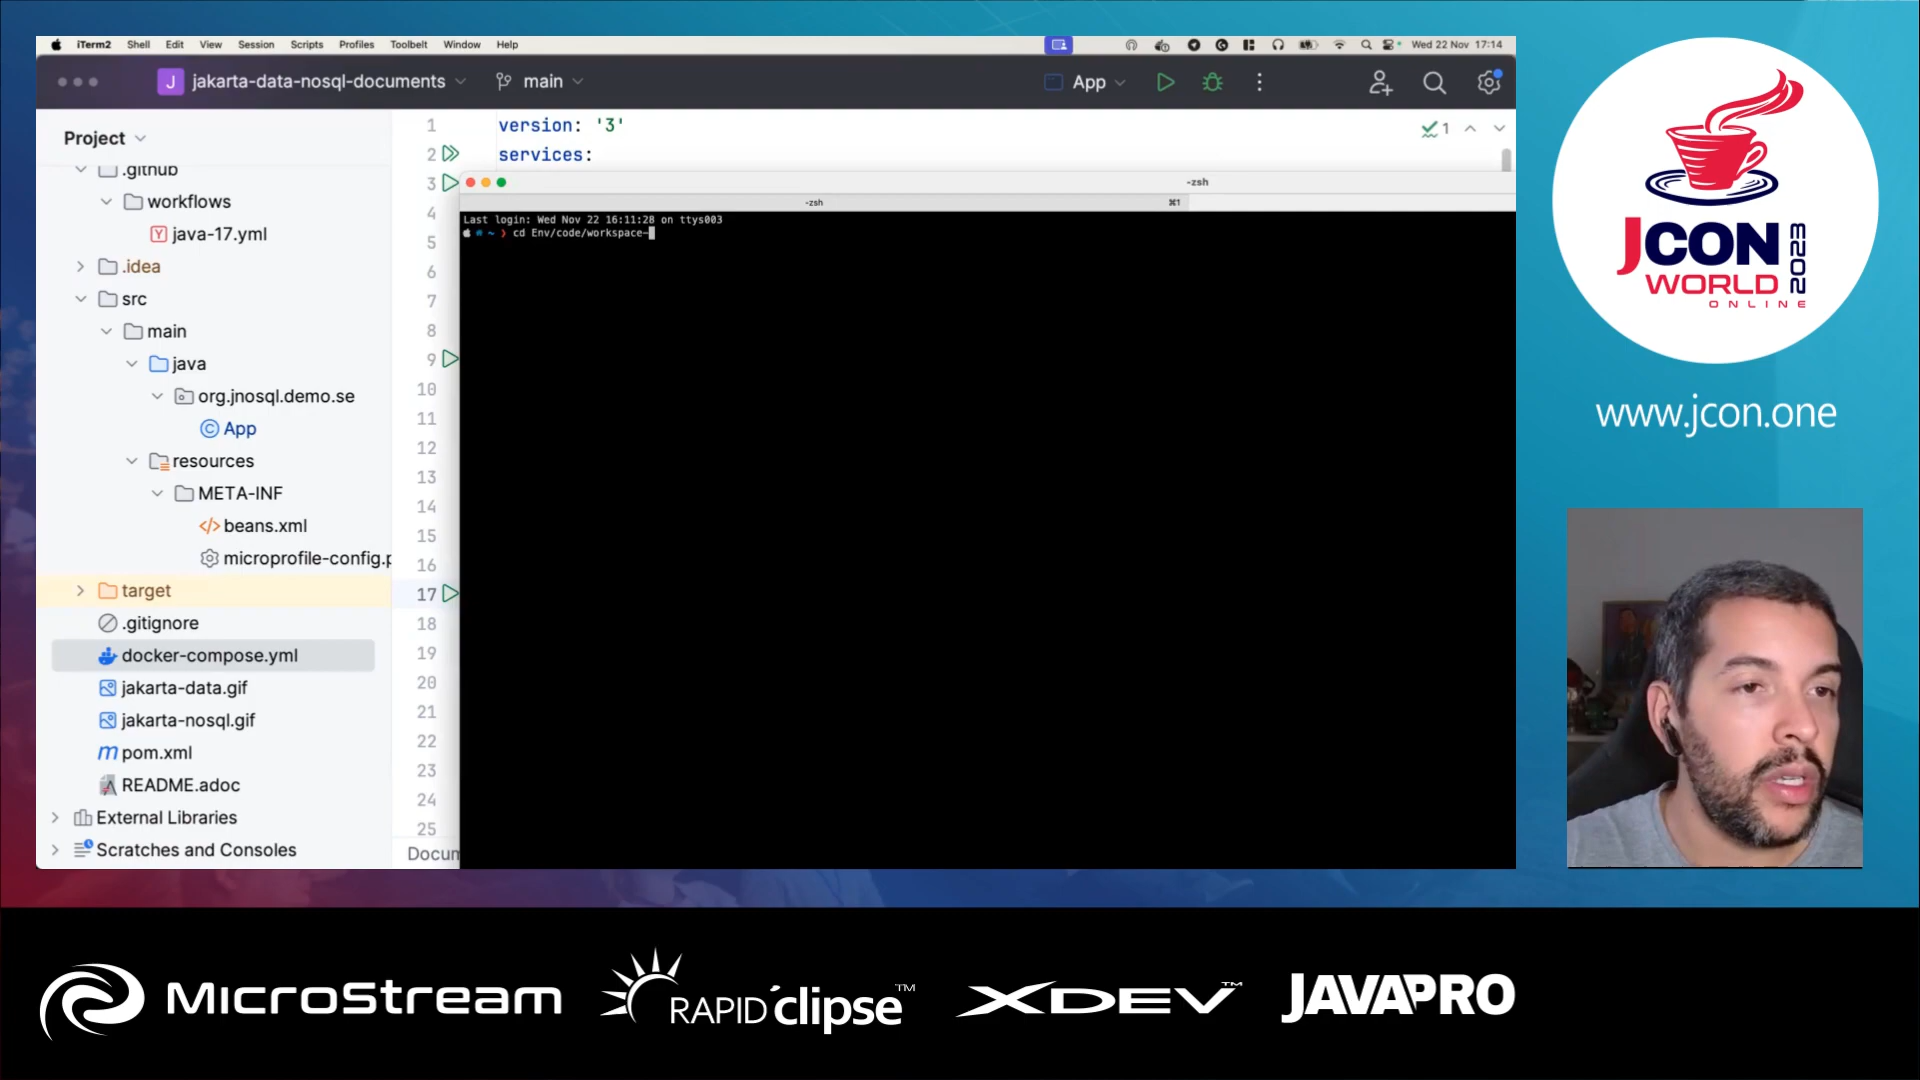 iTerm2 Shell Edit View Session Scripts Profiles Toolbelt Window Help
Wed 22 Nov 17:14
J jakarta-data-nosql-documents main
App
Project
.github
workflows
java-17.yml
.idea
src
main
java
org.jnosql.demo.se
App
resources
META-INF
beans.xml
microprofile-config.p
target
.gitignore
docker-compose.yml
jakarta-data.gif
jakarta-nosql.gif
pom.xml
README.adoc
External Libraries
Scratches and Consoles
1 version: '3'
2 services:
3
4
5
6
7
8
9
10
11
12
13
14
15
16
17
18
19
20
21
22
23
24
25
Docum
1
-zsh
-zsh ⌘1
Last login: Wed Nov 22 16:11:28 on ttys003
~ ❯ cd Env/code/workspace-
JCON
WORLD
ONLINE
2023
www.jcon.one
MICROSTREAM
RAPID'clipse™
XDEV™
JAVAPRO